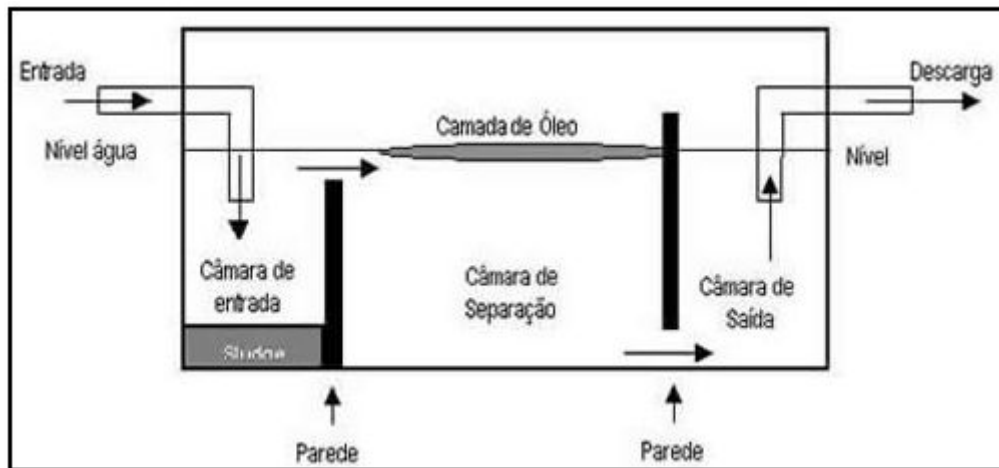 Entrada
Descarga
Camada de Óleo
Nível água
Nível
Câmara de
entrada
Câmara de
Separação
Câmara de
Saída
Sludge
Parede
Parede